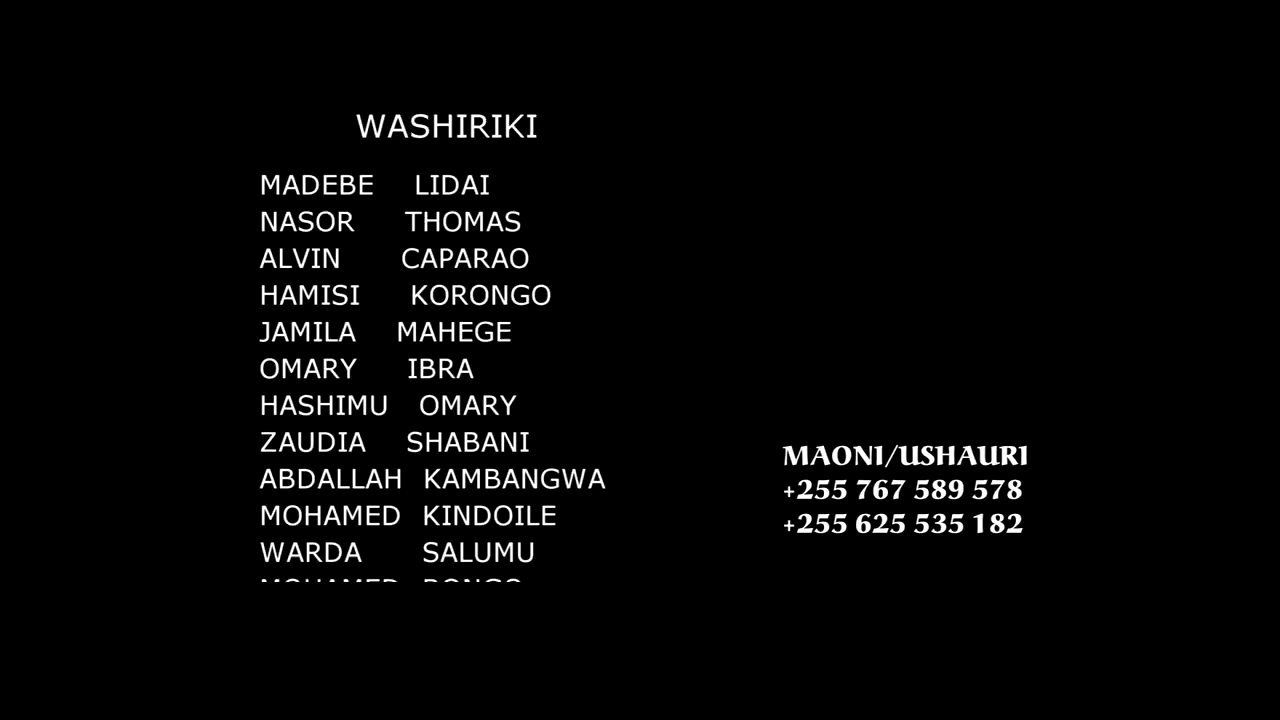 WASHIRIKI
MADEBE LIDAI
NASOR THOMAS
ALVIN CAPARAO
HAMISI KORONGO
JAMILA MAHEGE
OMARY IBRA
HASHIMU OMARY
ZAUDIA SHABANI
ABDALLAH KAMBANGWA
MOHAMED KINDOILE
WARDA SALUMU
MAONI/USHAURI
+255 767 589 578
+255 625 535 182